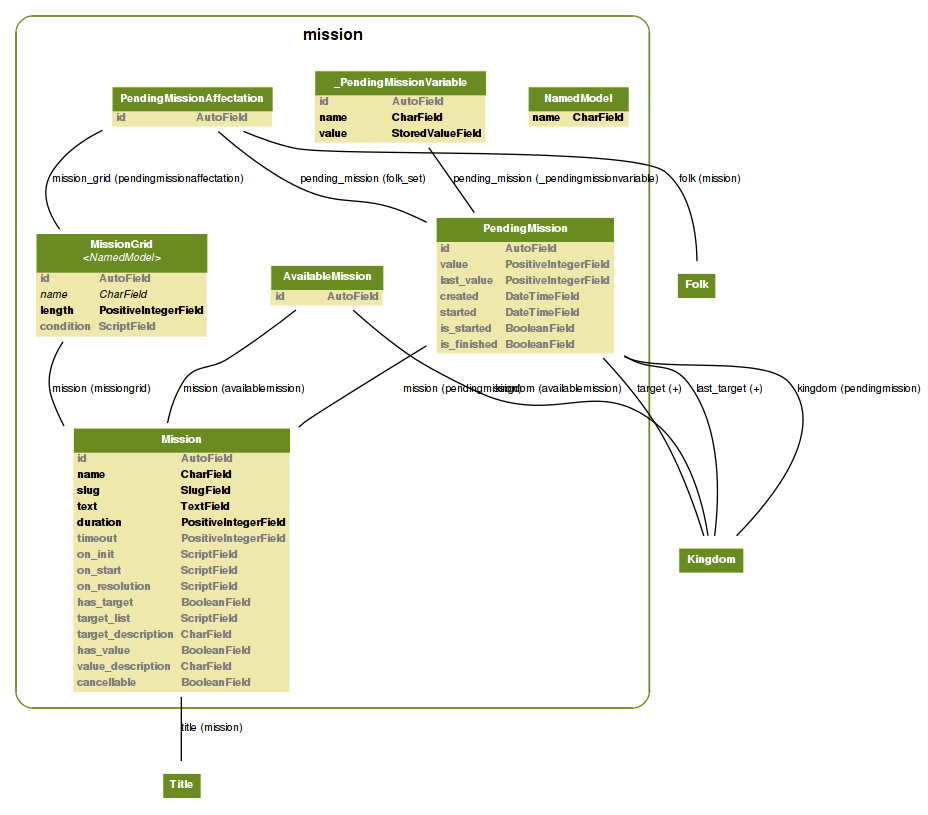 mission
PendingMissionAffectation
id AutoField
_PendingMissionVariable
id AutoField
name CharField
value StoredValueField
NamedModel
name CharField
mission_grid (pendingmissionaffectation)
pending_mission (folk_set)
pending_mission (_pendingmissionvariable)
folk (mission)
MissionGrid
<NamedModel>
id AutoField
name CharField
length PositiveIntegerField
condition ScriptField
AvailableMission
id AutoField
PendingMission
id AutoField
value PositiveIntegerField
last_value PositiveIntegerField
created DateTimeField
started DateTimeField
is_started BooleanField
is_finished BooleanField
Folk
mission (missiongrid)
mission (availablemission)
mission (pendingmission)
kingdom (availablemission)
target (+)
last_target (+)
kingdom (pendingmission)
Mission
id AutoField
name CharField
slug SlugField
text TextField
duration PositiveIntegerField
timeout PositiveIntegerField
on_init ScriptField
on_start ScriptField
on_resolution ScriptField
has_target BooleanField
target_list ScriptField
target_description CharField
has_value BooleanField
value_description CharField
cancellable BooleanField
Kingdom
title (mission)
Title